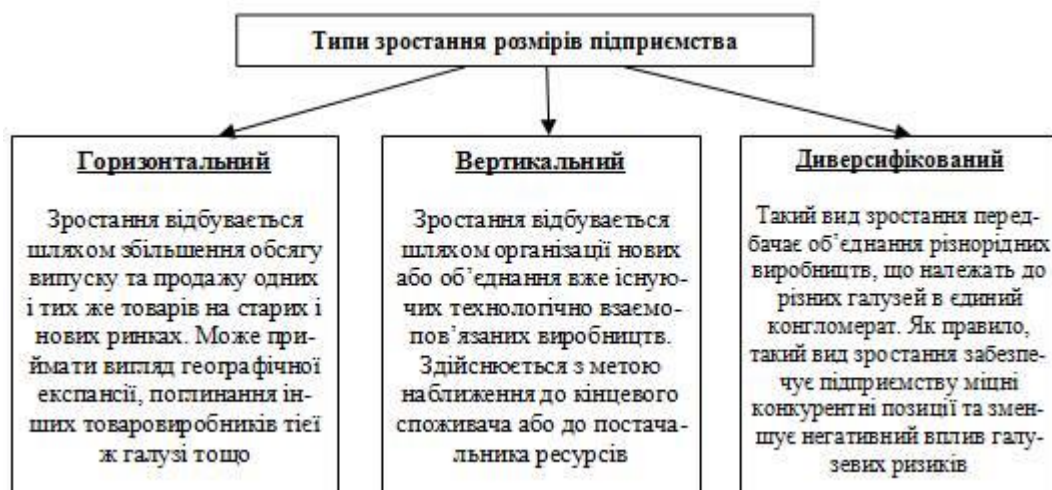 Типи зростання розмірів підприємства
Горизонтальний
Зростання відбувається
шляхом збільшення обсягу
випуску та продажу одних
і тих же товарів на старих і
нових ринках. Може при-
ймати вигляд географічної
експансії, поглинання ін-
ших товаровиробників тієї
ж галузі тощо
Вертикальний
Зростання відбувається
шляхом організації нових
або об’єднання вже існую-
чих технологічно взаємо-
пов’язаних виробництв.
Здійснюється з метою
наближення до кінцевого
споживача або до постача-
льника ресурсів
Диверсифікований
Такий вид зростання перед-
бачає об’єднання різнорідних
виробництв, що належать до
різних галузей в єдиний
конгломерат. Як правило,
такий вид зростання забезпе-
чує підприємству міцні
конкурентні позиції та змен-
шує негативний вплив галу-
зевих ризиків